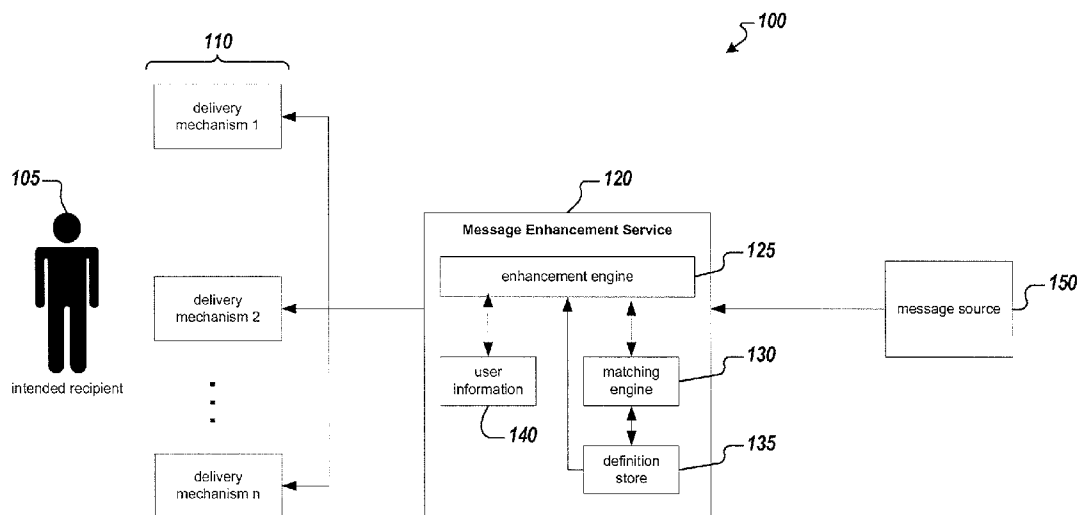 100
110
delivery
mechanism 1
105
120
Message Enhancement Service
125
enhancement engine
150
delivery
mechanism 2
message source
intended recipient
user
information
matching
engine
130
140
definition
store
135
delivery
mechanism n